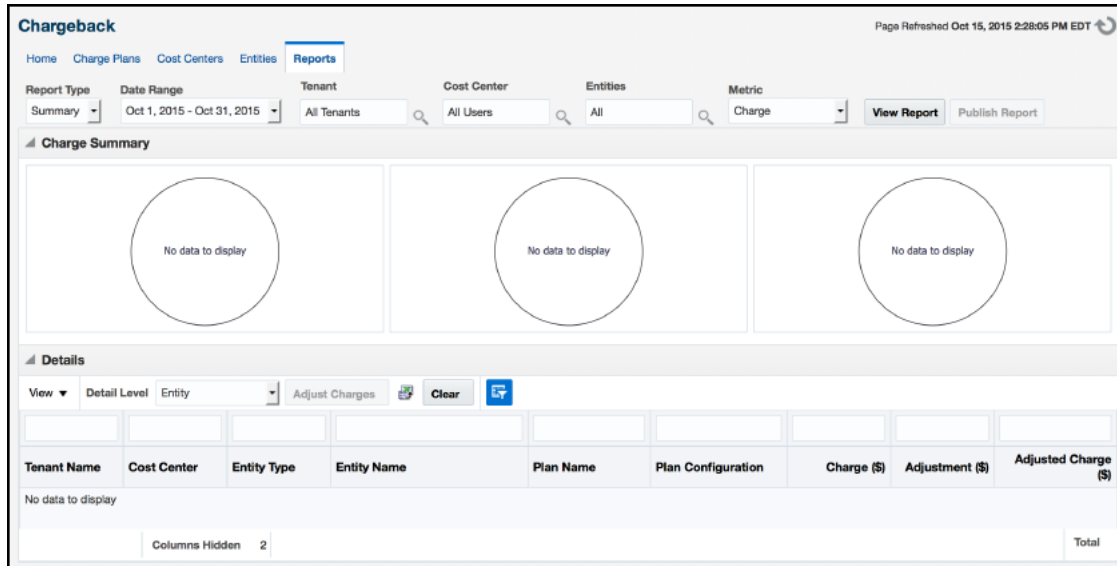 Chargeback
Page Refreshed Oct 15, 2015 2:28:05 PM EDT
Home Charge Plans Cost Centers Entities Reports
Report Type Date Range Tenant Cost Center Entities Metric
Summary Oct 1, 2015 - Oct 31, 2015 All Tenants All Users All Charge View Report Publish Report
Charge Summary
No data to display No data to display No data to display
Details
View Detail Level Entity Adjust Charges Clear
Tenant Name Cost Center Entity Type Entity Name Plan Name Plan Configuration Charge ($) Adjustment ($) Adjusted Charge
($)
No data to display
Columns Hidden 2 Total